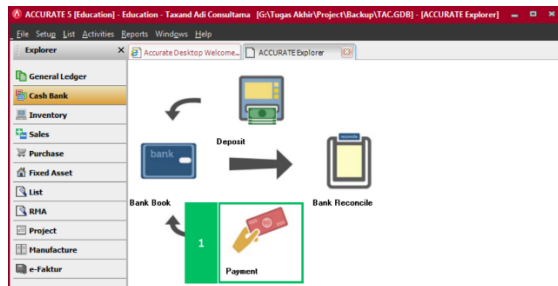 ACCURATE 5 [Education] - Education - Taxand Adi Consultama [G:\Tugas Akhir\Project\Backup\TAC.GDB] - [ACCURATE Explorer]
File Setup List Activities Reports Windows Help
Explorer
Accurate Desktop Welcome...
ACCURATE Explorer
General Ledger
Cash Bank
Inventory
Sales
Purchase
Fixed Asset
List
RMA
Project
Manufacture
e-Faktur
Deposit
bank
Bank Book
reconcile
Bank Reconcile
1
Payment